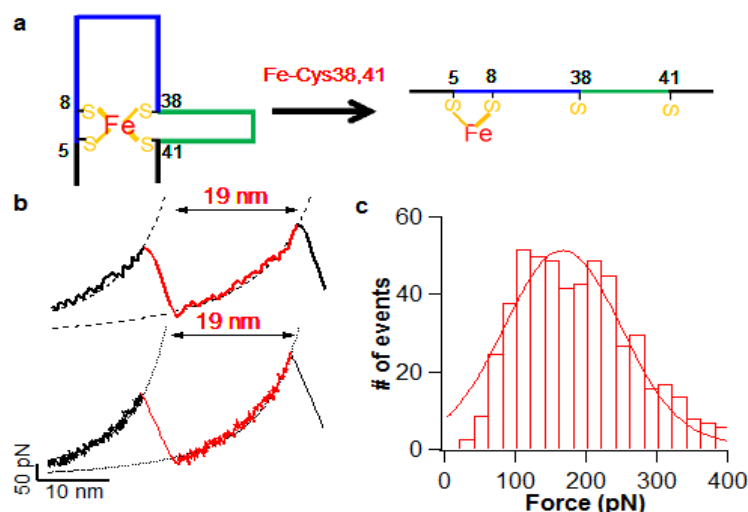 a
Fe-Cys38,41
8 S S 38
Fe
5 S S 41
5 8 38 41
S S S S
Fe
b
19 nm
19 nm
50 pN
10 nm
c
60
40
20
0
# of events
0 100 200 300 400
Force (pN)